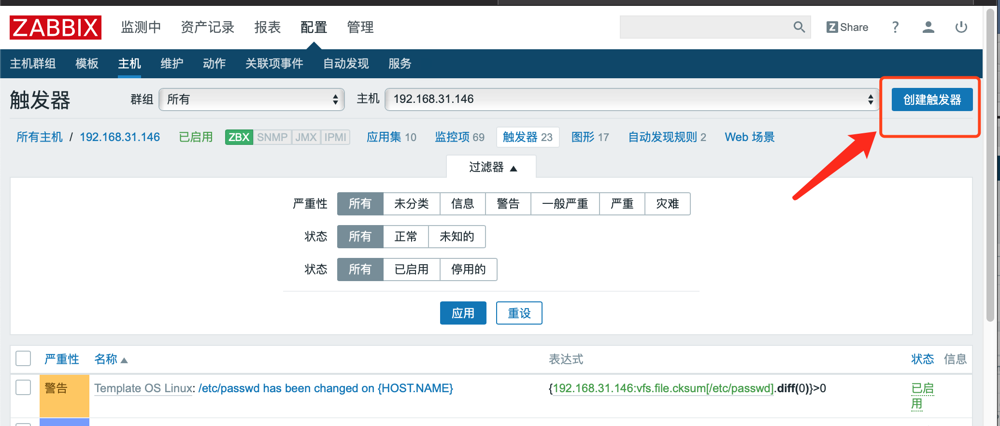 ZABBIX 监测中 资产记录 报表 配置 管理 Z Share ?
主机群组 模板 主机 维护 动作 关联项事件 自动发现 服务
触发器 群组 所有 主机 192.168.31.146 创建触发器
所有主机 / 192.168.31.146 已启用 ZBX SNMP JMX IPMI 应用集 10 监控项 69 触发器 23 图形 17 自动发现规则 2 Web 场景
过滤器 ▲
严重性 所有 未分类 信息 警告 一般严重 严重 灾难
状态 所有 正常 未知的
状态 所有 已启用 停用的
应用 重设
严重性 名称 ▲ 表达式 状态 信息
警告 Template OS Linux: /etc/passwd has been changed on {HOST.NAME} {192.168.31.146:vfs.file.cksum[/etc/passwd].diff(0)}>0 已启
用